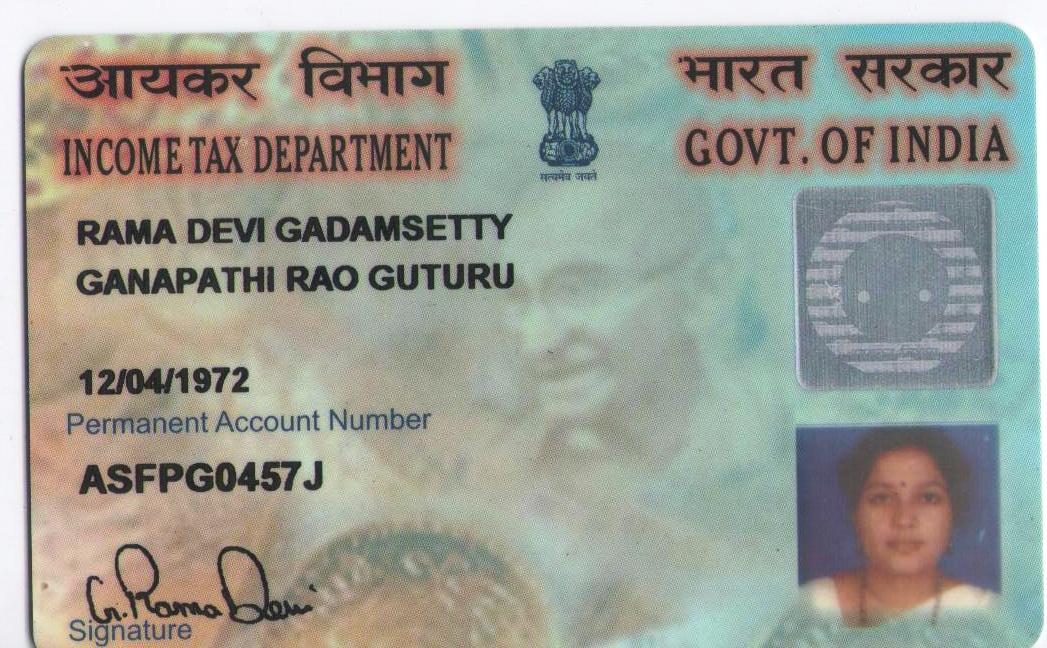 आयकर विभाग
भारत सरकार
INCOME TAX DEPARTMENT
GOVT. OF INDIA
सत्यमेव जयते
RAMA DEVI GADAMSETTY
GANAPATHI RAO GUTURU
12/04/1972
Permanent Account Number
ASFPG0457J
G. Rama Devi
Signature